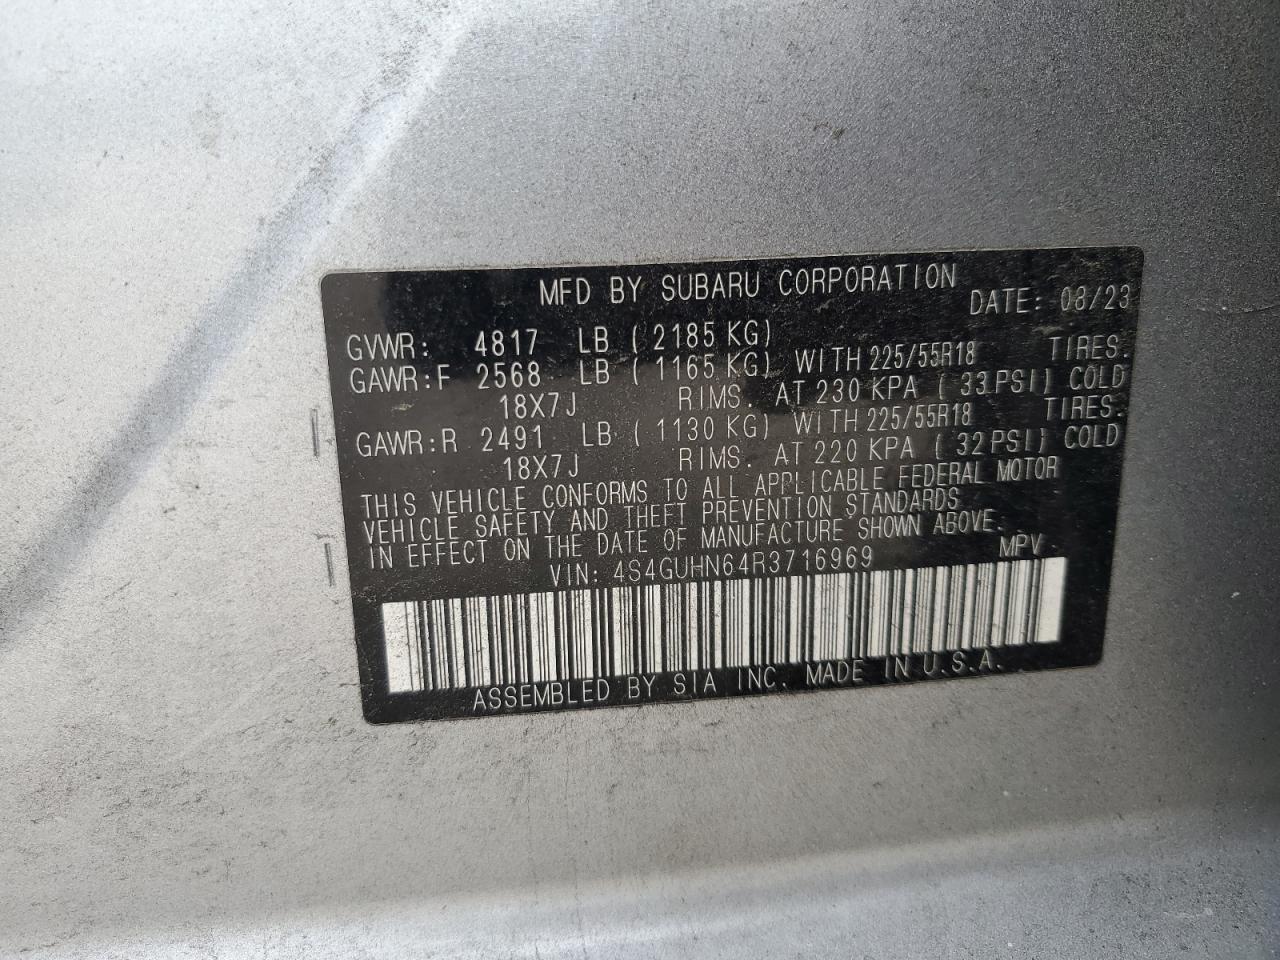 MFD BY SUBARU CORPORATION DATE: 08/23
GVWR: 4817 LB ( 2185 KG)
GAWR:F 2568 LB ( 1165 KG) WITH 225/55R18 TIRES.
18X7J RIMS. AT 230 KPA ( 33 PSI) COLD
GAWR:R 2491 LB ( 1130 KG) WITH 225/55R18 TIRES.
18X7J RIMS. AT 220 KPA ( 32 PSI) COLD
THIS VEHICLE CONFORMS TO ALL APPLICABLE FEDERAL MOTOR
VEHICLE SAFETY AND THEFT PREVENTION STANDARDS
IN EFFECT ON THE DATE OF MANUFACTURE SHOWN ABOVE.
VIN: 4S4GUHN64R3716969 MPV
ASSEMBLED BY SIA INC. MADE IN U.S.A.